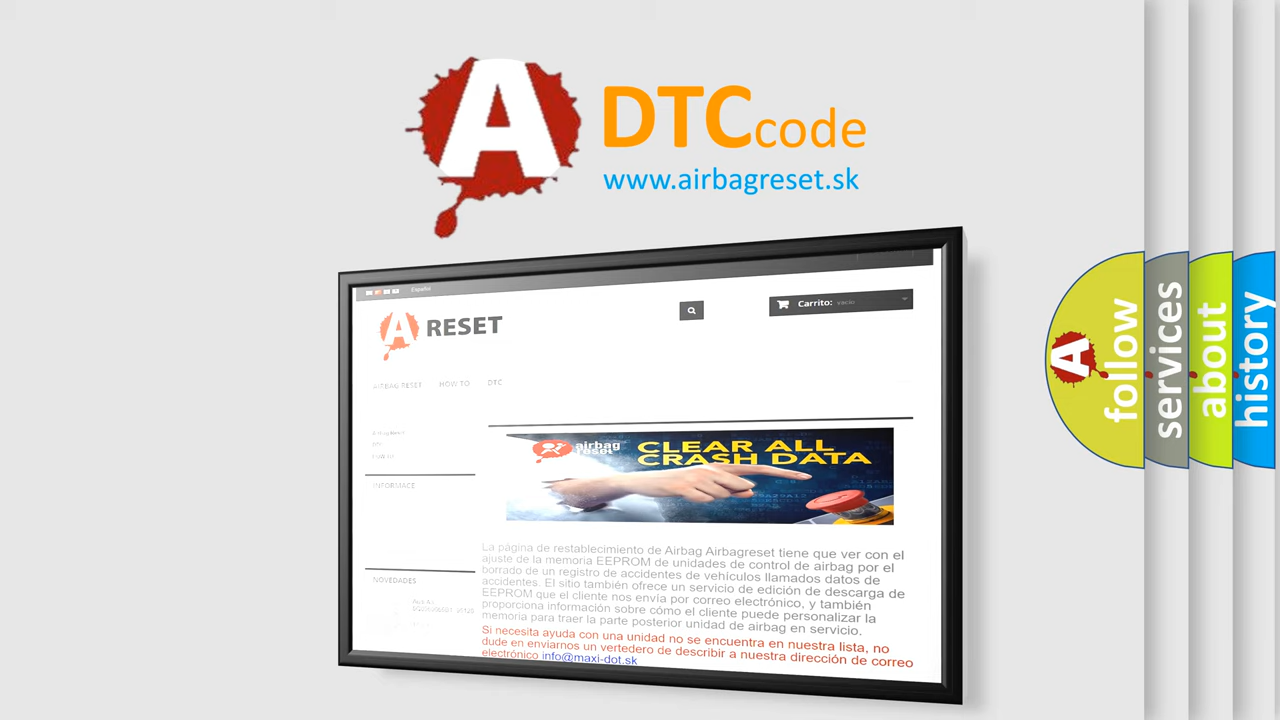 A DTCcode
www.airbagreset.sk
Español
A RESET
Carrito: vacío
AIRBAG RESET HOW TO DTC
INFORMACE
NOVEDADES
airbag
reset
CLEAR ALL
CRASH DATA
La página de restablecimiento de Airbag Airbagreset tiene que ver con el
ajuste de la memoria EEPROM de unidades de control de airbag por el
borrado de un registro de accidentes de vehículos llamados datos de
accidentes. El sitio también ofrece un servicio de edición de descarga de
EEPROM que el cliente nos envía por correo electrónico, y también
proporciona información sobre cómo el cliente puede personalizar la
memoria para traer la parte posterior unidad de airbag en servicio.
Si necesita ayuda con una unidad no se encuentra en nuestra lista, no
dude en enviarnos un vertedero de describir a nuestra dirección de correo
electrónico info@maxi-dot.sk
A follow
services
about
history